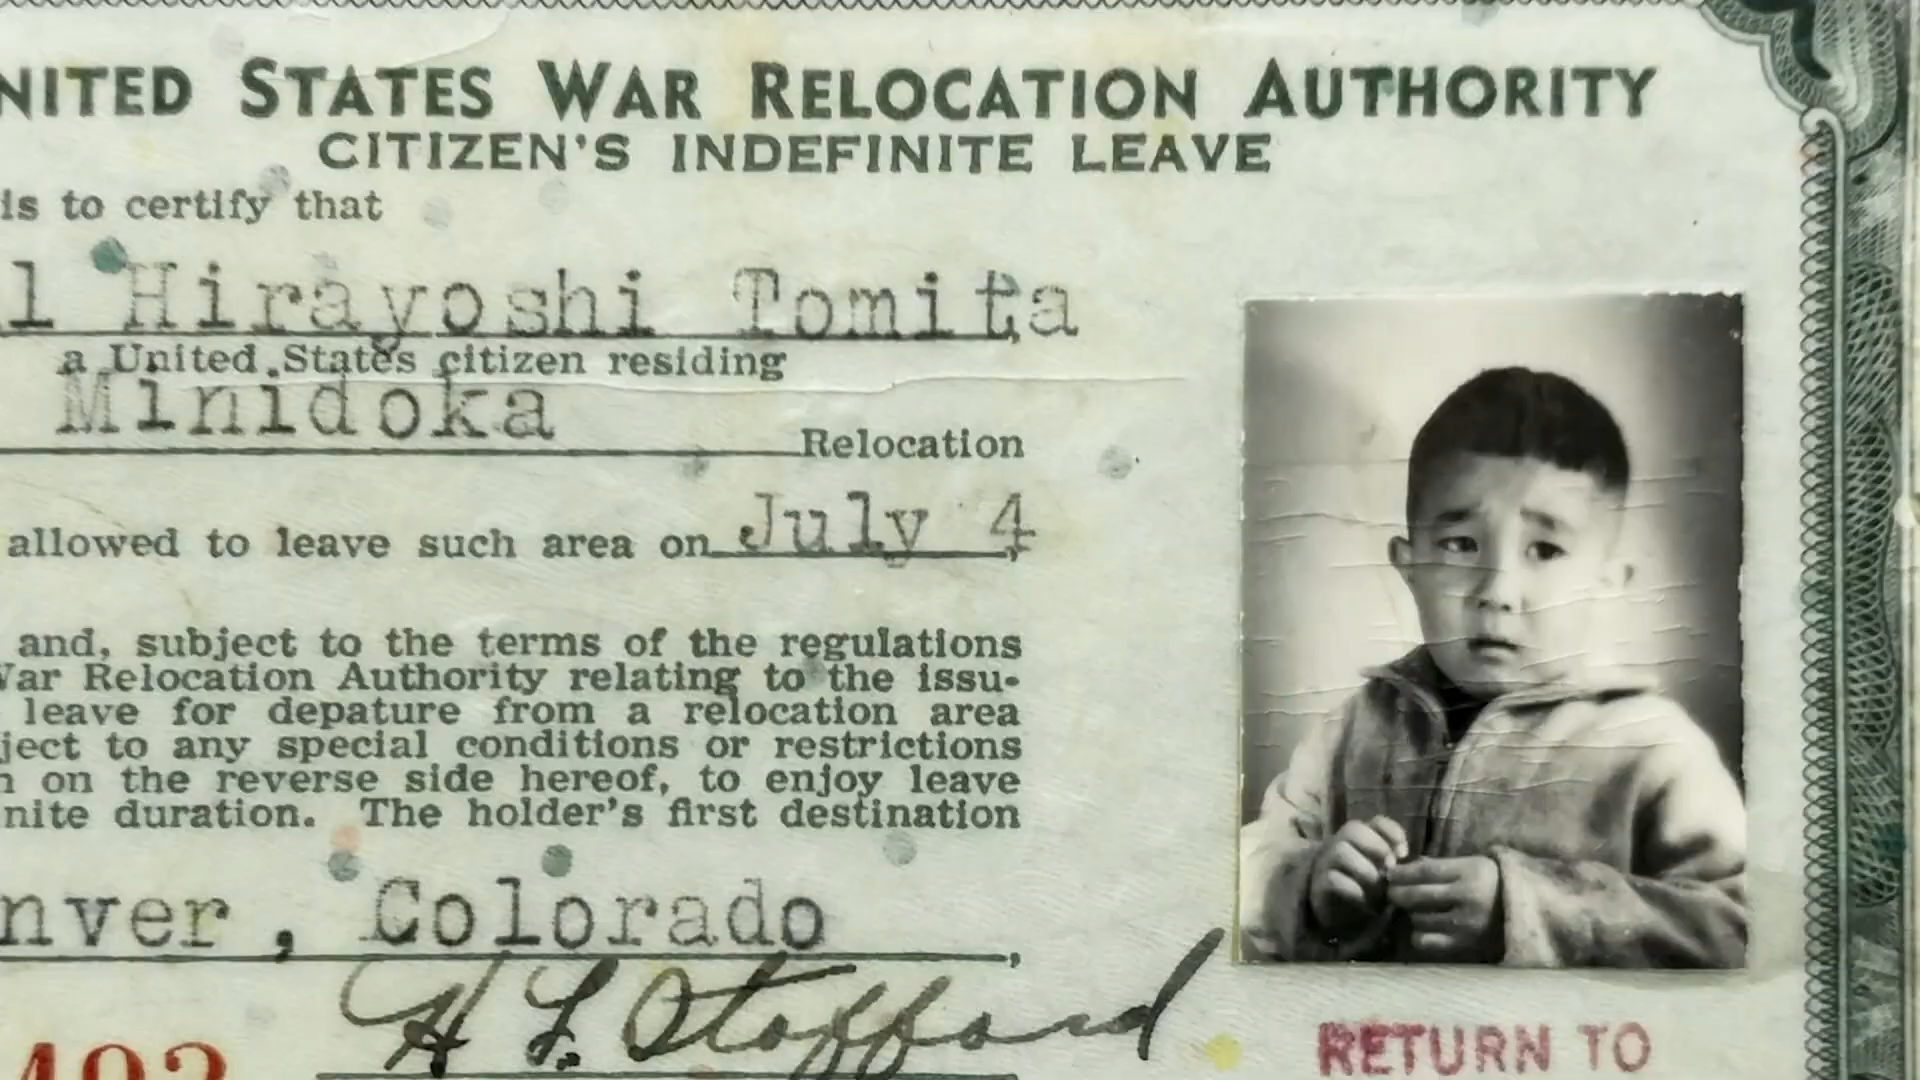 NITED STATES WAR RELOCATION AUTHORITY
CITIZEN'S INDEFINITE LEAVE
is to certify that
l Hirayoshi Tomita
a United States citizen residing
Minidoka
Relocation
allowed to leave such area on July 4,
and, subject to the terms of the regulations
War Relocation Authority relating to the issu-
leave for depature from a relocation area
ject to any special conditions or restrictions
n on the reverse side hereof, to enjoy leave
nite duration. The holder's first destination
nver, Colorado,
H L Stafford
RETURN TO